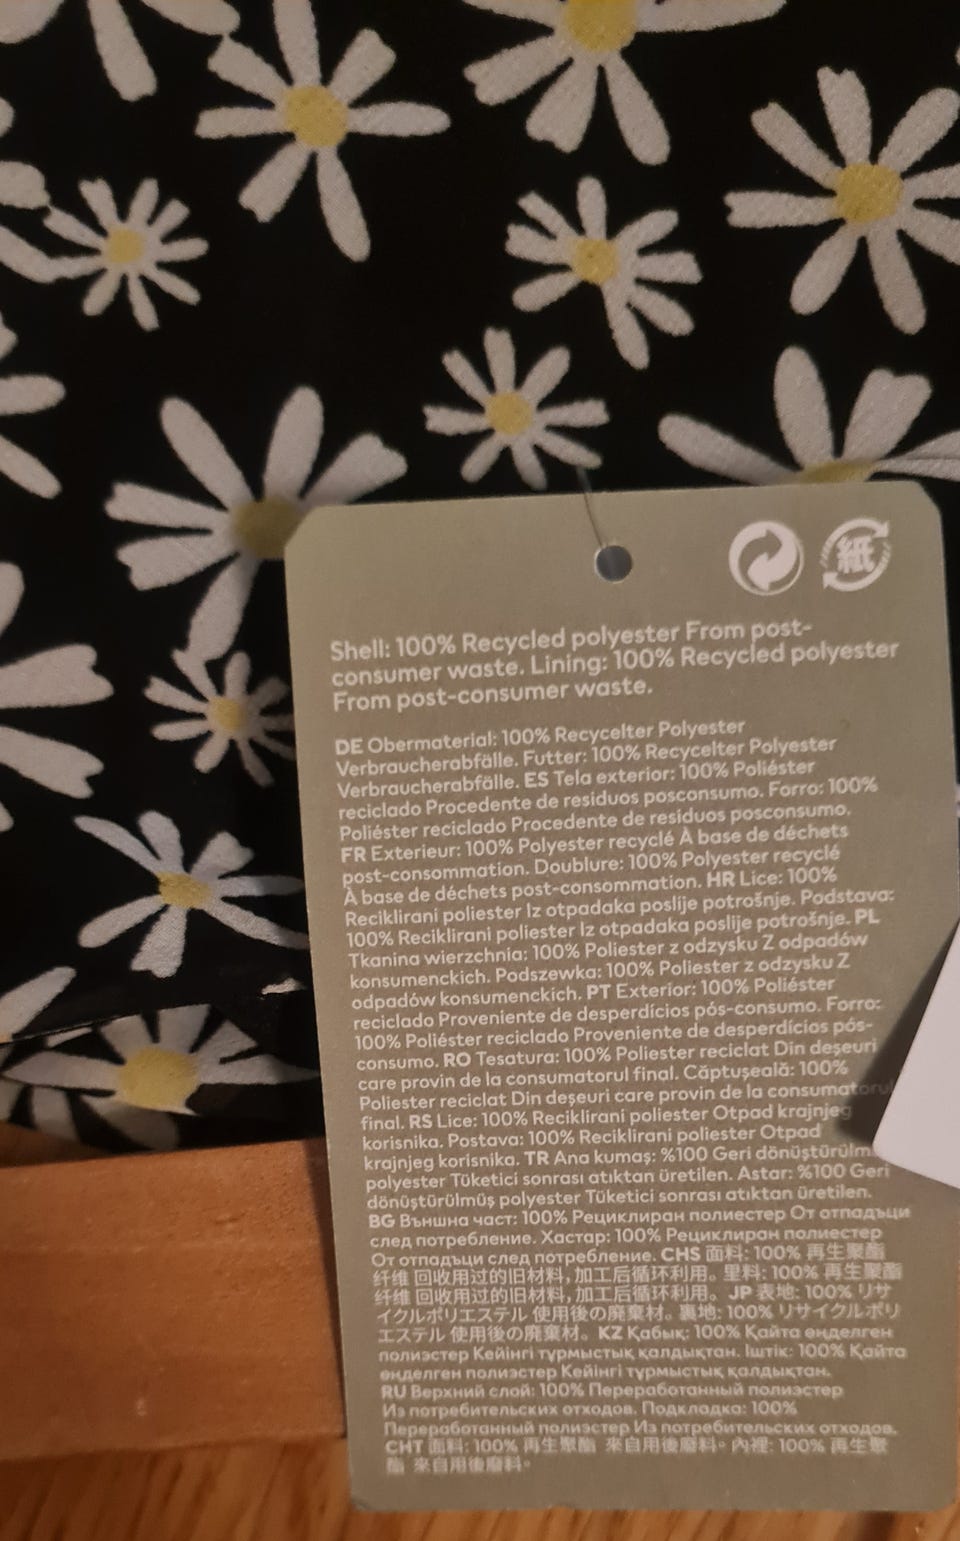 紙
Shell: 100% Recycled polyester From post-
consumer waste. Lining: 100% Recycled polyester
From post-consumer waste.
DE Obermaterial: 100% Recycelter Polyester
Verbraucherabfälle. Futter: 100% Recycelter Polyester
Verbraucherabfälle. ES Tela exterior: 100% Poliéster
reciclado Procedente de residuos posconsumo. Forro: 100%
Poliéster reciclado Procedente de residuos posconsumo.
FR Exterieur: 100% Polyester recyclé À base de déchets
post-consommation. Doublure: 100% Polyester recyclé
À base de déchets post-consommation. HR Lice: 100%
Reciklirani poliester Iz otpadaka poslije potrošnje. Podstava:
100% Reciklirani poliester Iz otpadaka poslije potrošnje. PL
Tkanina wierzchnia: 100% Poliester z odzysku Z odpadów
konsumenckich. Podszewka: 100% Poliester z odzysku Z
odpadów konsumenckich. PT Exterior: 100% Poliéster
reciclado Proveniente de desperdícios pós-consumo. Forro:
100% Poliéster reciclado Proveniente de desperdícios pós-
consumo. RO Tesatura: 100% Poliester reciclat Din deșeuri
care provin de la consumatorul final. Căptușeală: 100%
Poliester reciclat Din deșeuri care provin de la consumatorul
final. RS Lice: 100% Reciklirani poliester Otpad krajnjeg
korisnika. Postava: 100% Reciklirani poliester Otpad
krajnjeg korisnika. TR Ana kumaş: %100 Geri dönüştürülm
polyester Tüketici sonrası atıktan üretilen. Astar: %100 Geri
dönüştürülmüş polyester Tüketici sonrası atıktan üretilen.
BG Външна част: 100% Рециклиран полиестер От отпадъци
след потребление. Хастар: 100% Рециклиран полиестер
От отпадъци след потребление. CHS 面料: 100% 再生聚酯
纤维 回收用过的旧材料,加工后循环利用。里料: 100% 再生聚酯
纤维 回收用过的旧材料,加工后循环利用。JP 表地: 100% リサ
イクルポリエステル 使用後の廃棄材。裏地: 100% リサイクルポリ
エステル 使用後の廃棄材。KZ Қабық: 100% Қайта өңделген
полиэстер Кейінгі тұрмыстық қалдықтан. Іштік: 100% Қайта
өңделген полиэстер Кейінгі тұрмыстық қалдықтан.
RU Верхний слой: 100% Переработанный полиэстер
Из потребительских отходов. Подкладка: 100%
Переработанный полиэстер Из потребительских отходов.
CHT 面料: 100% 再生聚酯 來自用後廢料。內裡: 100% 再生聚
酯 來自用後廢料。